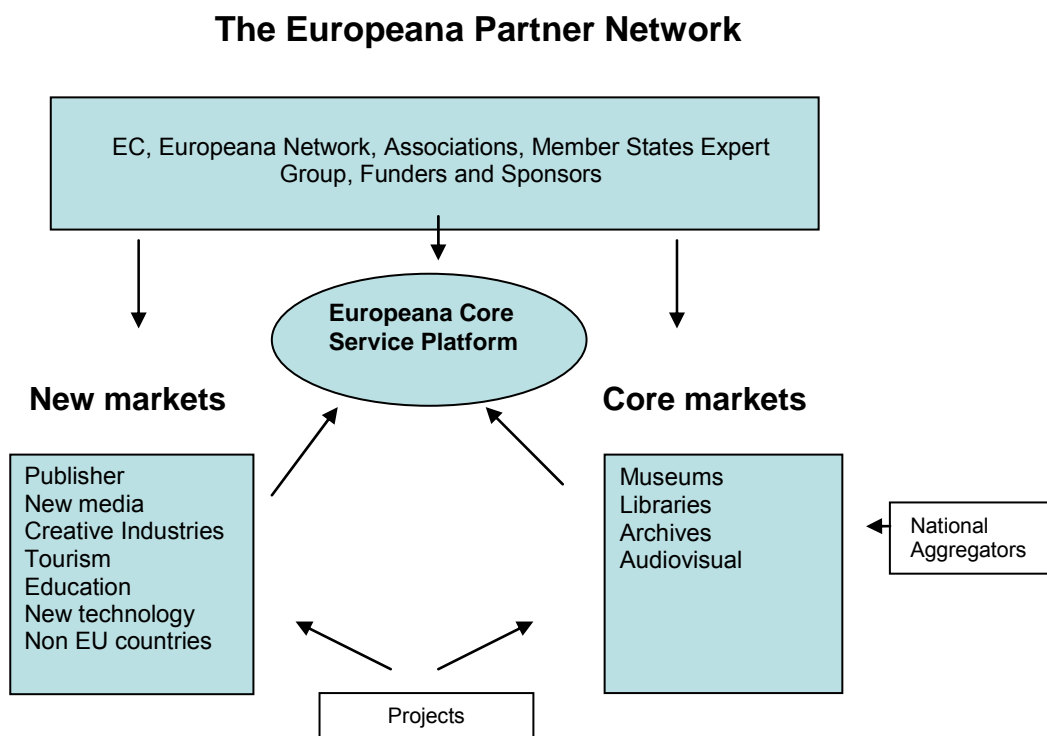 The Europeana Partner Network
EC, Europeana Network, Associations, Member States Expert
Group, Funders and Sponsors
Europeana Core
Service Platform
New markets
Core markets
Publisher
New media
Creative Industries
Tourism
Education
New technology
Non EU countries
Museums
Libraries
Archives
Audiovisual
National
Aggregators
Projects